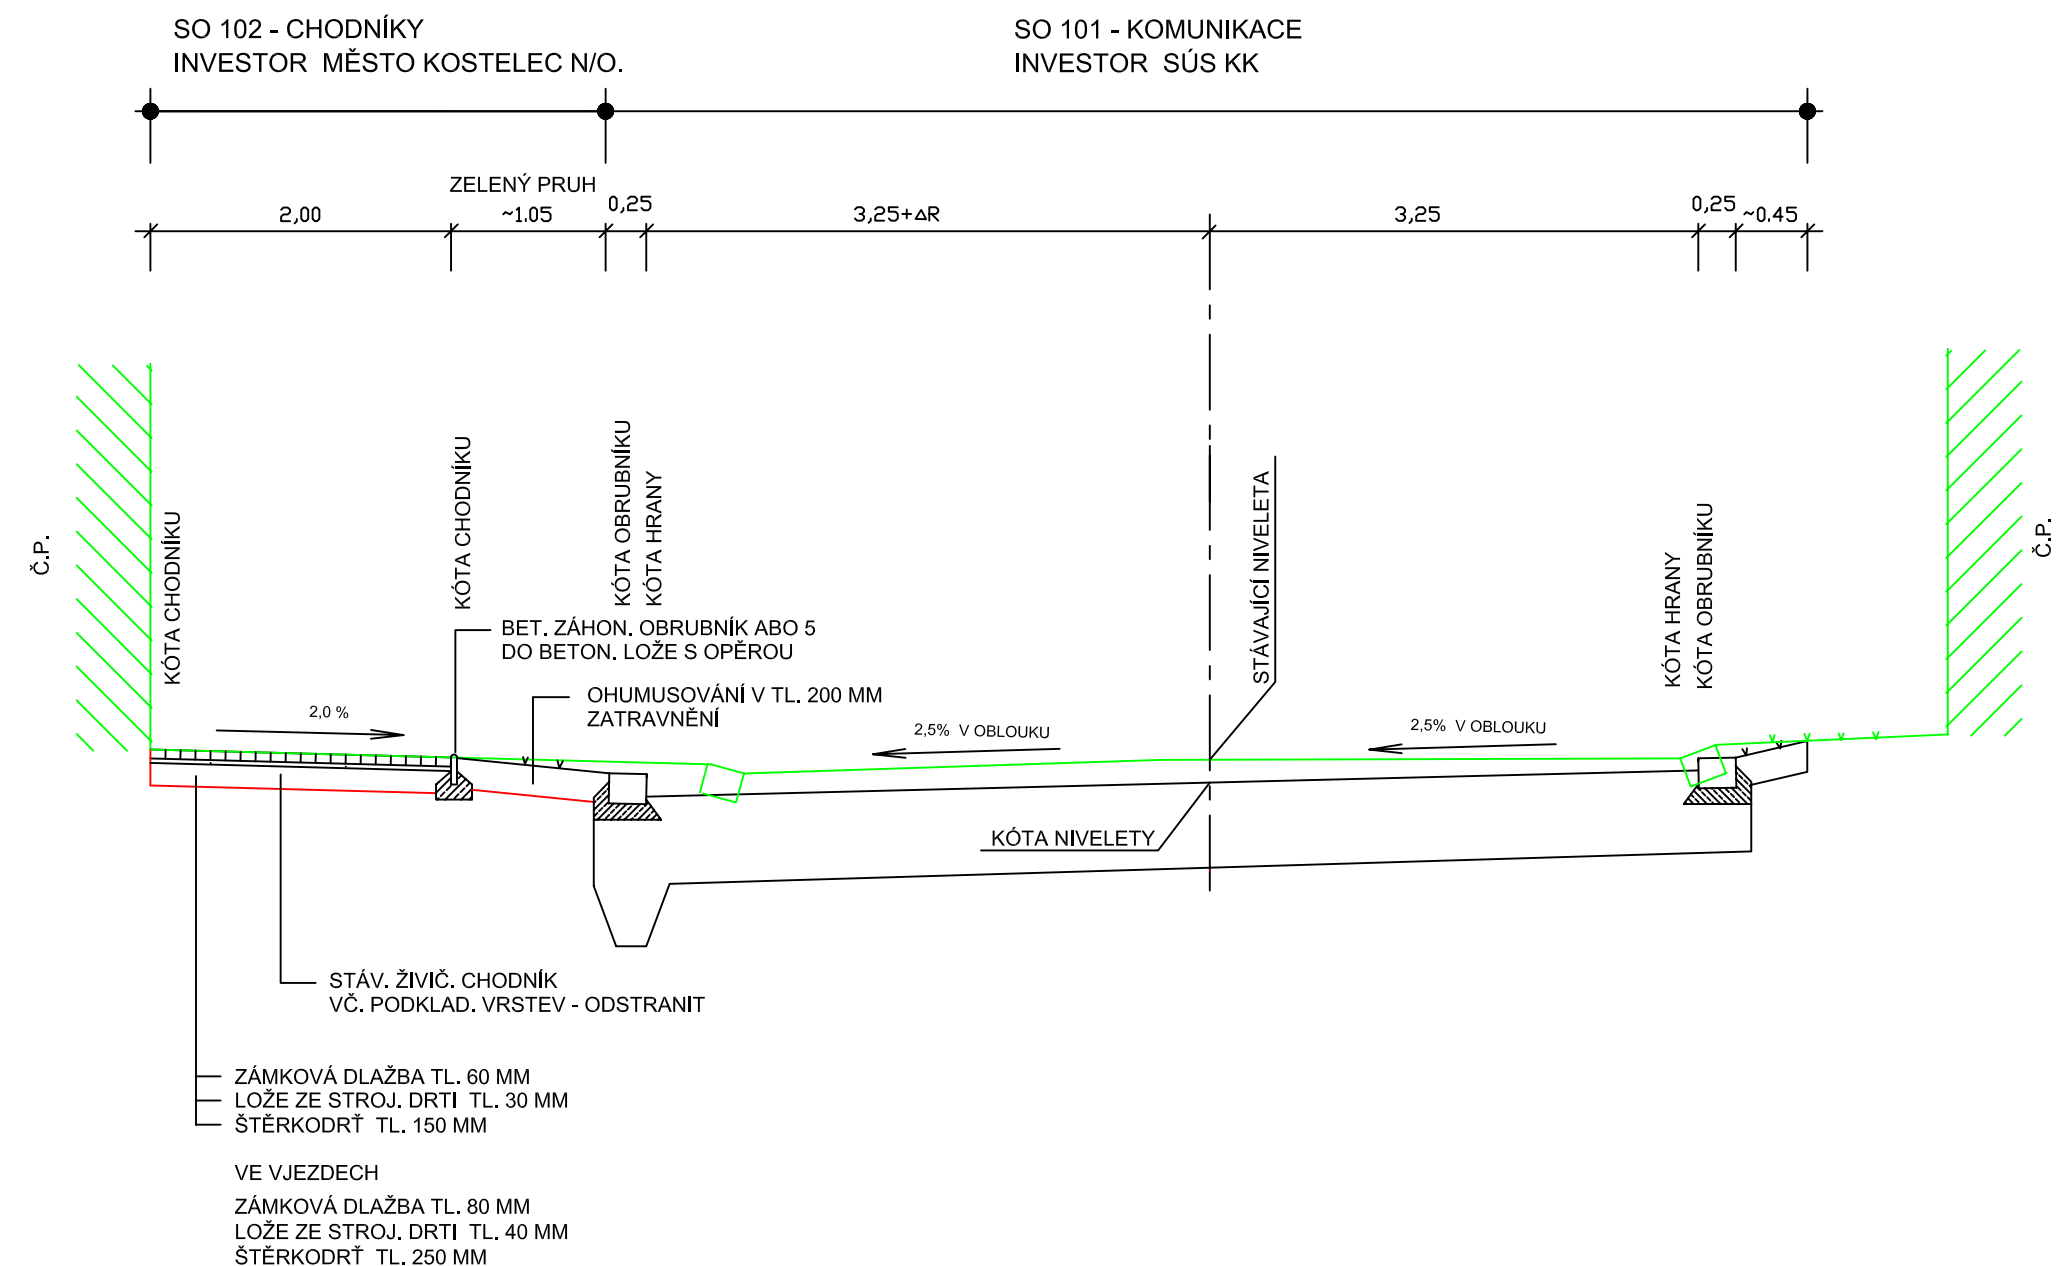 SO 102 - CHODNÍKY
INVESTOR  MĚSTO KOSTELEC N/O.
SO 101 - KOMUNIKACE
INVESTOR  SÚS KK
ZELENÝ PRUH
2,00
~1.05
0,25
3,25+ΔR
3,25
0,25
~0.45
Č.P.
KÓTA CHODNÍKU
KÓTA CHODNÍKU
KÓTA OBRUBNÍKU
KÓTA HRANY
STÁVAJÍCÍ NIVELETA
KÓTA HRANY
KÓTA OBRUBNÍKU
Č.P.
BET. ZÁHON. OBRUBNÍK ABO 5
DO BETON. LOŽE S OPĚROU
OHUMUSOVÁNÍ V TL. 200 MM
ZATRAVNĚNÍ
2,0 %
2,5%  V OBLOUKU
2,5%  V OBLOUKU
KÓTA NIVELETY
STÁV. ŽIVIČ. CHODNÍK
VČ. PODKLAD. VRSTEV - ODSTRANIT
ZÁMKOVÁ DLAŽBA TL. 60 MM
LOŽE ZE STROJ. DRTI  TL. 30 MM
ŠTĚRKODRŤ  TL. 150 MM
VE VJEZDECH
ZÁMKOVÁ DLAŽBA TL. 80 MM
LOŽE ZE STROJ. DRTI  TL. 40 MM
ŠTĚRKODRŤ  TL. 250 MM